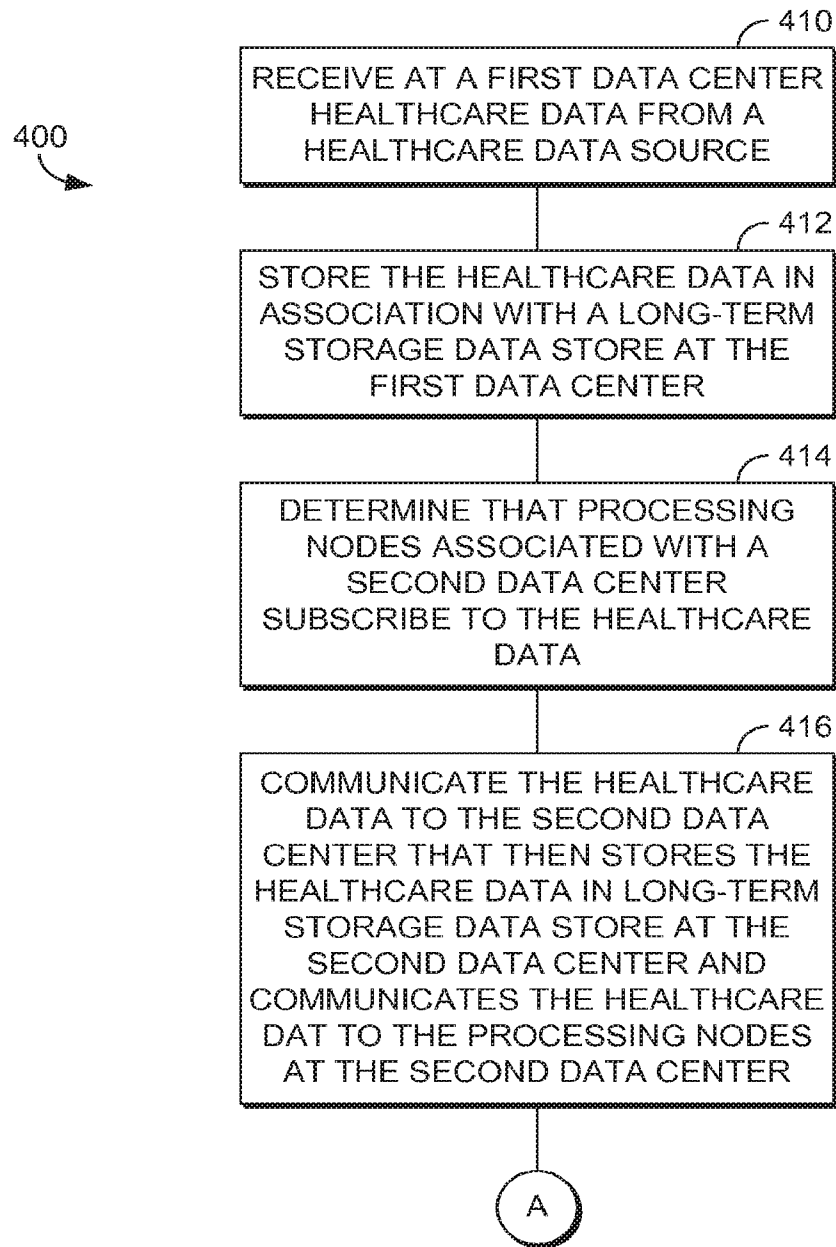 410
RECEIVE AT A FIRST DATA CENTER
HEALTHCARE DATA FROM A
HEALTHCARE DATA SOURCE
400
412
STORE THE HEALTHCARE DATA IN
ASSOCIATION WITH A LONG-TERM
STORAGE DATA STORE AT THE
FIRST DATA CENTER
414
DETERMINE THAT PROCESSING
NODES ASSOCIATED WITH A
SECOND DATA CENTER
SUBSCRIBE TO THE HEALTHCARE
DATA
416
COMMUNICATE THE HEALTHCARE
DATA TO THE SECOND DATA
CENTER THAT THEN STORES THE
HEALTHCARE DATA IN LONG-TERM
STORAGE DATA STORE AT THE
SECOND DATA CENTER AND
COMMUNICATES THE HEALTHCARE
DAT TO THE PROCESSING NODES
AT THE SECOND DATA CENTER
A